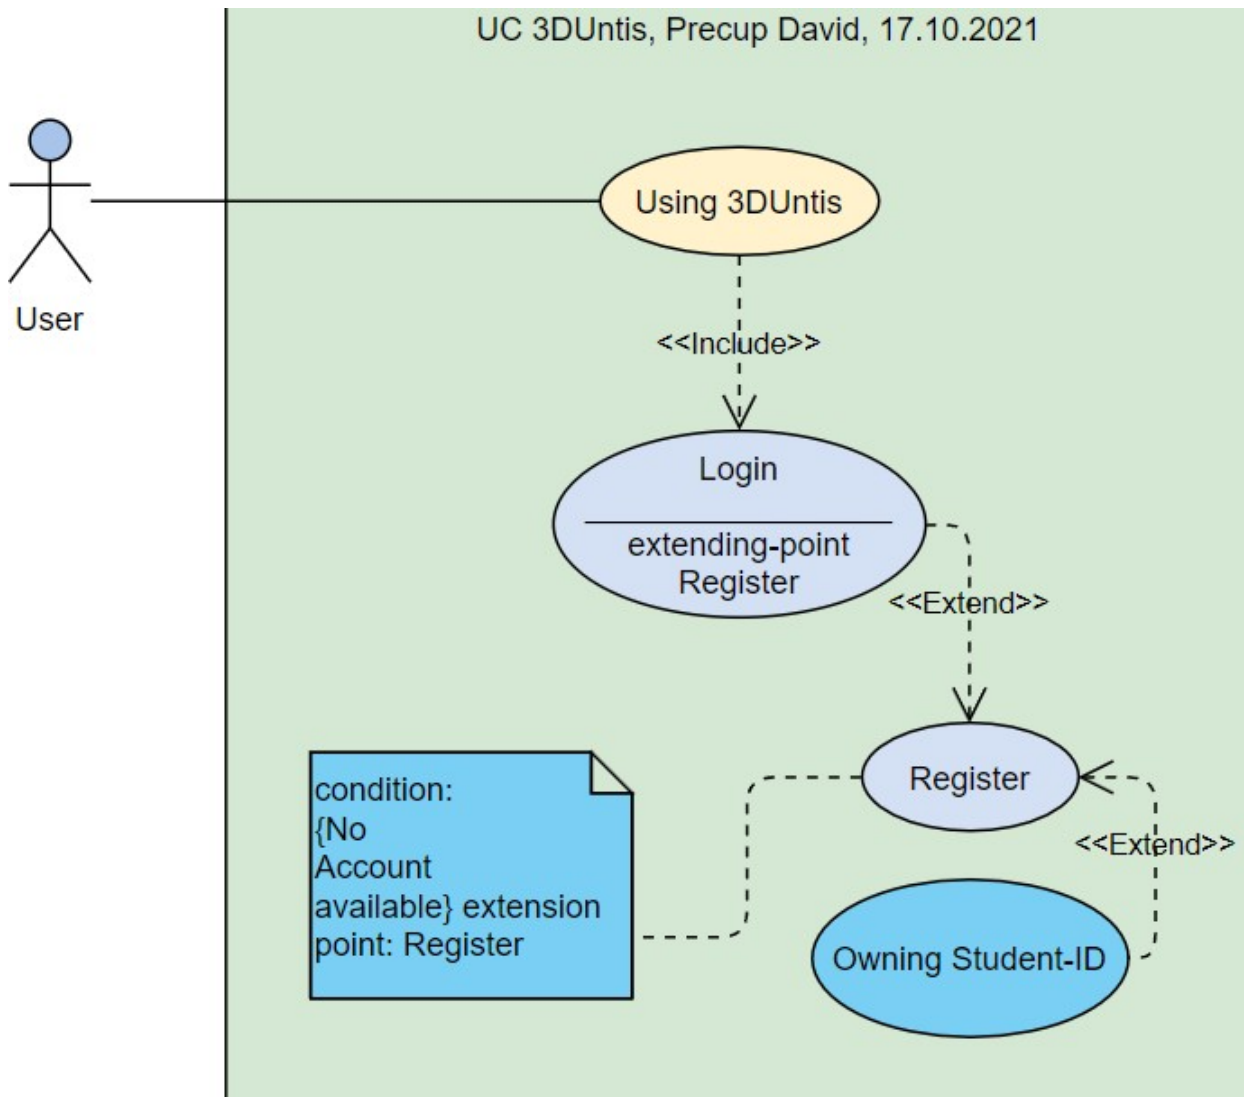 UC 3DUntis, Precup David, 17.10.2021
Using 3DUntis
User
<<Include>>
Login
extending-point
Register
<<Extend>>
Register
condition:
{No
Account
available} extension
point: Register
<<Extend>>
Owning Student-ID